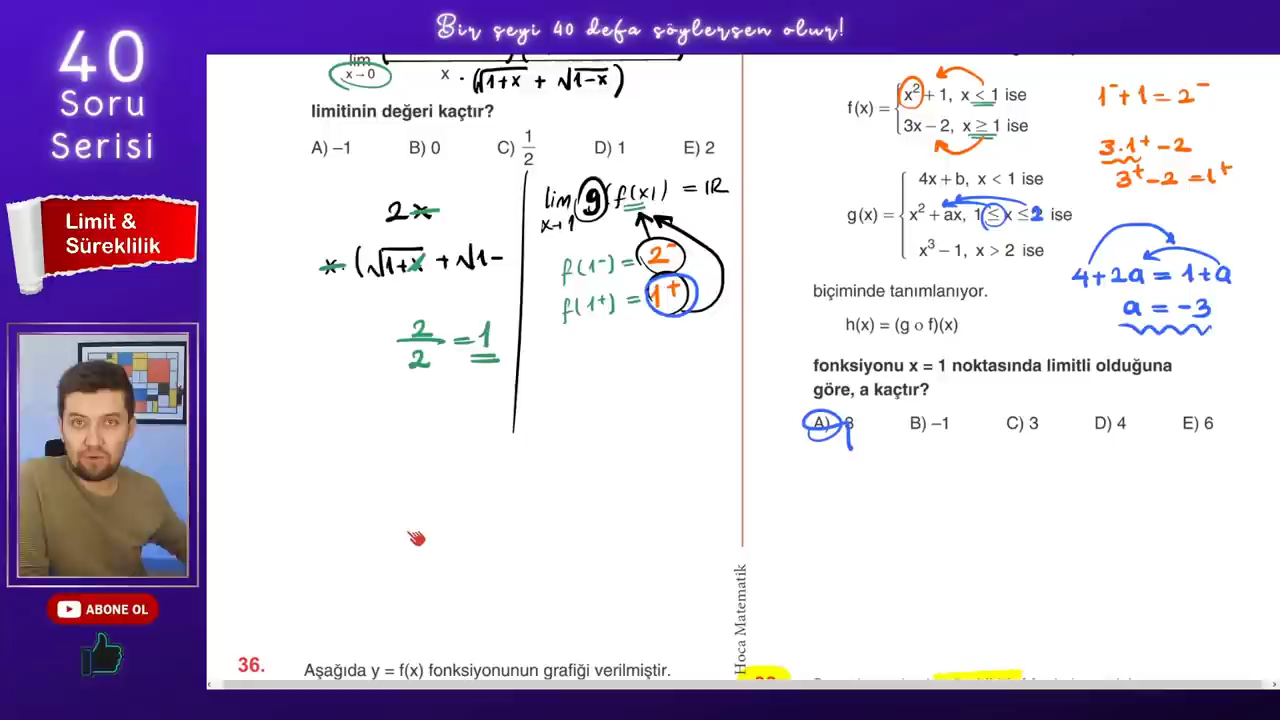 Bir şeyi 40 defa söylersen olur!
40
Soru
Serisi
Limit &
Süreklilik
ABONE OL
lim
x→0
x · (√1+x + √1−x)
limitinin değeri kaçtır?
A) −1 B) 0 C) 1/2 D) 1 E) 2
2x
x· (√1+x + √1−
2/2 = 1
lim g(f(x)) = IR
x→1
f(1⁻) = 2⁻
f(1⁺) = 1⁺
f(x) = { x² + 1, x < 1 ise
3x − 2, x ≥ 1 ise
1⁻+1 = 2⁻
3·1⁺ −2
3⁺ −2 = 1⁺
4x + b, x < 1 ise
g(x) = { x² + ax, 1 ≤ x ≤ 2 ise
x³ − 1, x > 2 ise
4+2a = 1+a
a = −3
biçiminde tanımlanıyor.
h(x) = (g o f)(x)
fonksiyonu x = 1 noktasında limitli olduğuna
göre, a kaçtır?
A) −3 B) −1 C) 3 D) 4 E) 6
Hoca Matematik
36. Aşağıda y = f(x) fonksiyonunun grafiği verilmiştir.